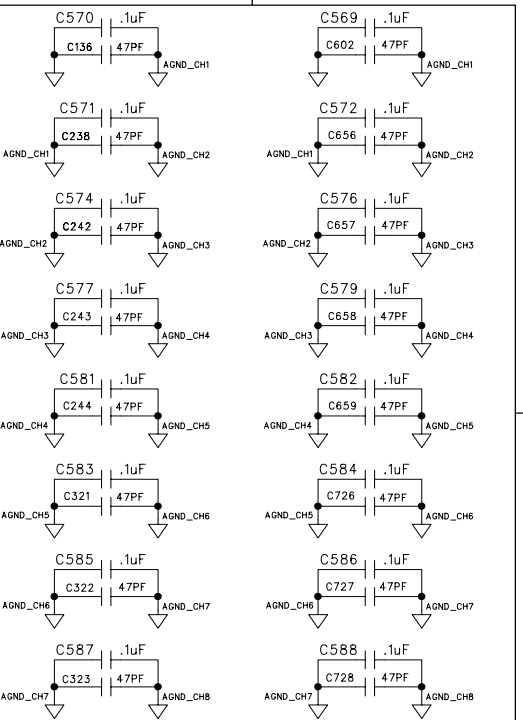 C570 .1uF C569 .1uF
C136 47PF C602 47PF
AGND_CH1 AGND_CH1
C571 .1uF C572 .1uF
C238 47PF C656 47PF
AGND_CH1 AGND_CH2 AGND_CH1 AGND_CH2
C574 .1uF C576 .1uF
C242 47PF C657 47PF
AGND_CH2 AGND_CH3 AGND_CH2 AGND_CH3
C577 .1uF C579 .1uF
C243 47PF C658 47PF
AGND_CH3 AGND_CH4 AGND_CH3 AGND_CH4
C581 .1uF C582 .1uF
C244 47PF C659 47PF
AGND_CH4 AGND_CH5 AGND_CH4 AGND_CH5
C583 .1uF C584 .1uF
C321 47PF C726 47PF
AGND_CH5 AGND_CH6 AGND_CH5 AGND_CH6
C585 .1uF C586 .1uF
C322 47PF C727 47PF
AGND_CH6 AGND_CH7 AGND_CH6 AGND_CH7
C587 .1uF C588 .1uF
C323 47PF C728 47PF
AGND_CH7 AGND_CH8 AGND_CH7 AGND_CH8